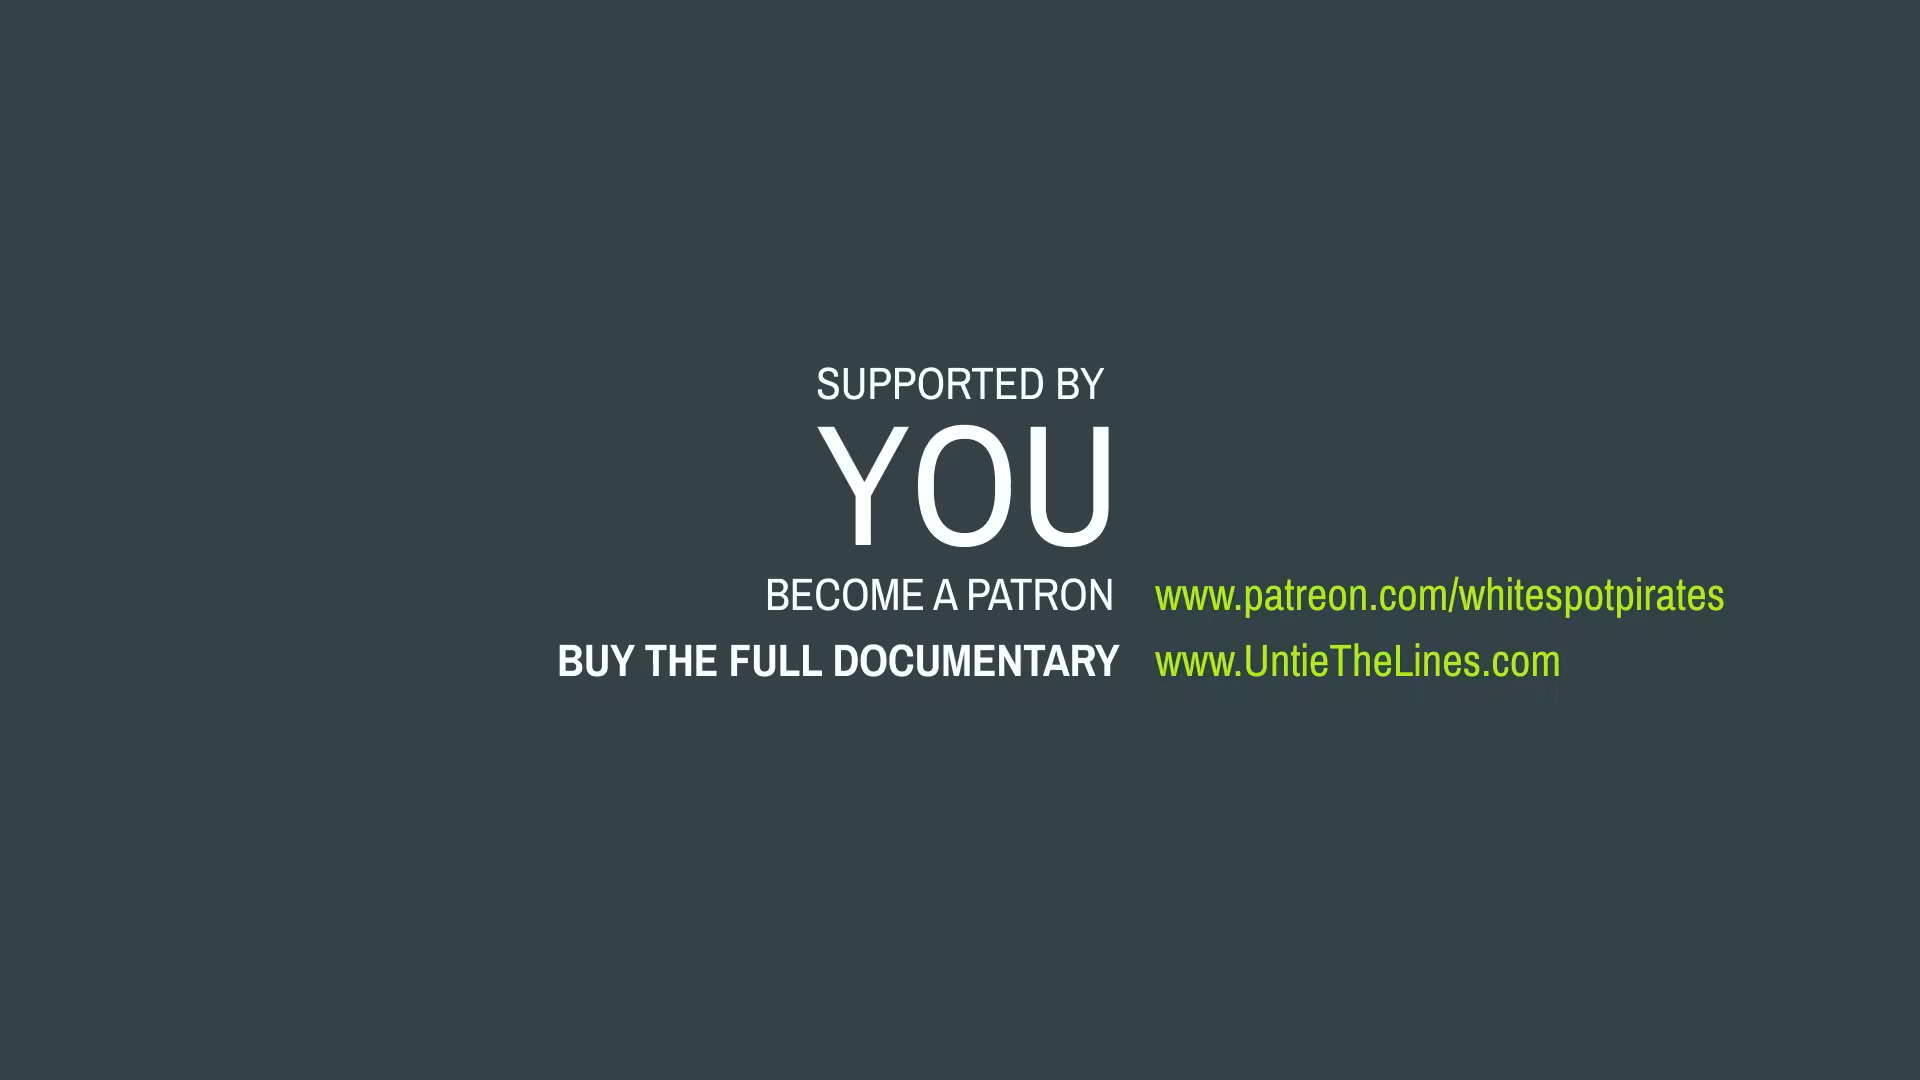 SUPPORTED BY
YOU
BECOME A PATRON www.patreon.com/whitespotpirates
BUY THE FULL DOCUMENTARY www.UntieTheLines.com